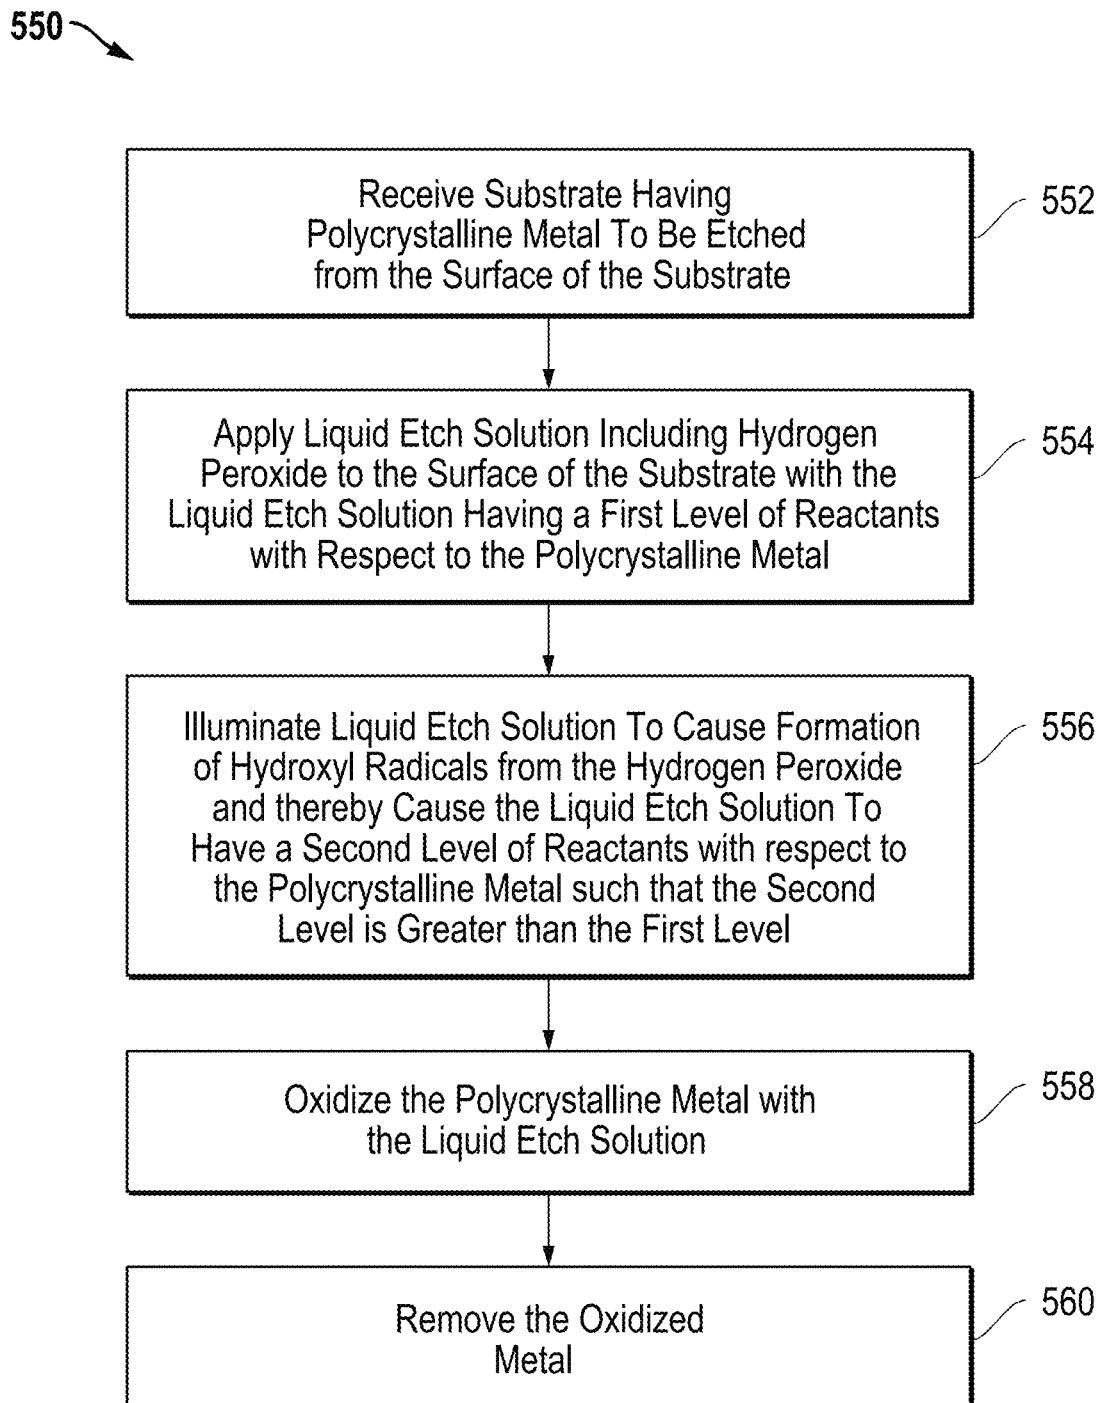 550
Receive Substrate Having
Polycrystalline Metal To Be Etched
from the Surface of the Substrate
552
Apply Liquid Etch Solution Including Hydrogen
Peroxide to the Surface of the Substrate with the
Liquid Etch Solution Having a First Level of Reactants
with Respect to the Polycrystalline Metal
554
Illuminate Liquid Etch Solution To Cause Formation
of Hydroxyl Radicals from the Hydrogen Peroxide
and thereby Cause the Liquid Etch Solution To
Have a Second Level of Reactants with respect to
the Polycrystalline Metal such that the Second
Level is Greater than the First Level
556
Oxidize the Polycrystalline Metal with
the Liquid Etch Solution
558
Remove the Oxidized
Metal
560